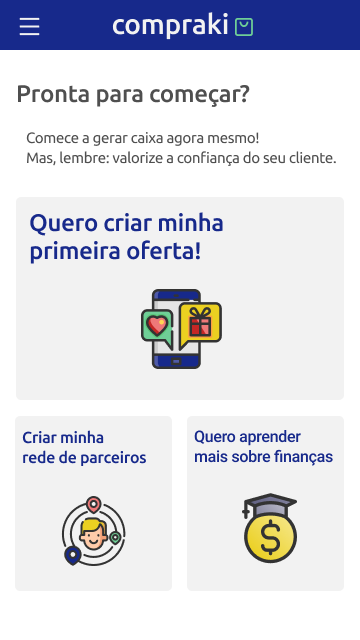 compraki
Pronta para começar?
Comece a gerar caixa agora mesmo!
Mas, lembre: valorize a confiança do seu cliente.
Quero criar minha
primeira oferta!
Criar minha
rede de parceiros
Quero aprender
mais sobre finanças
$